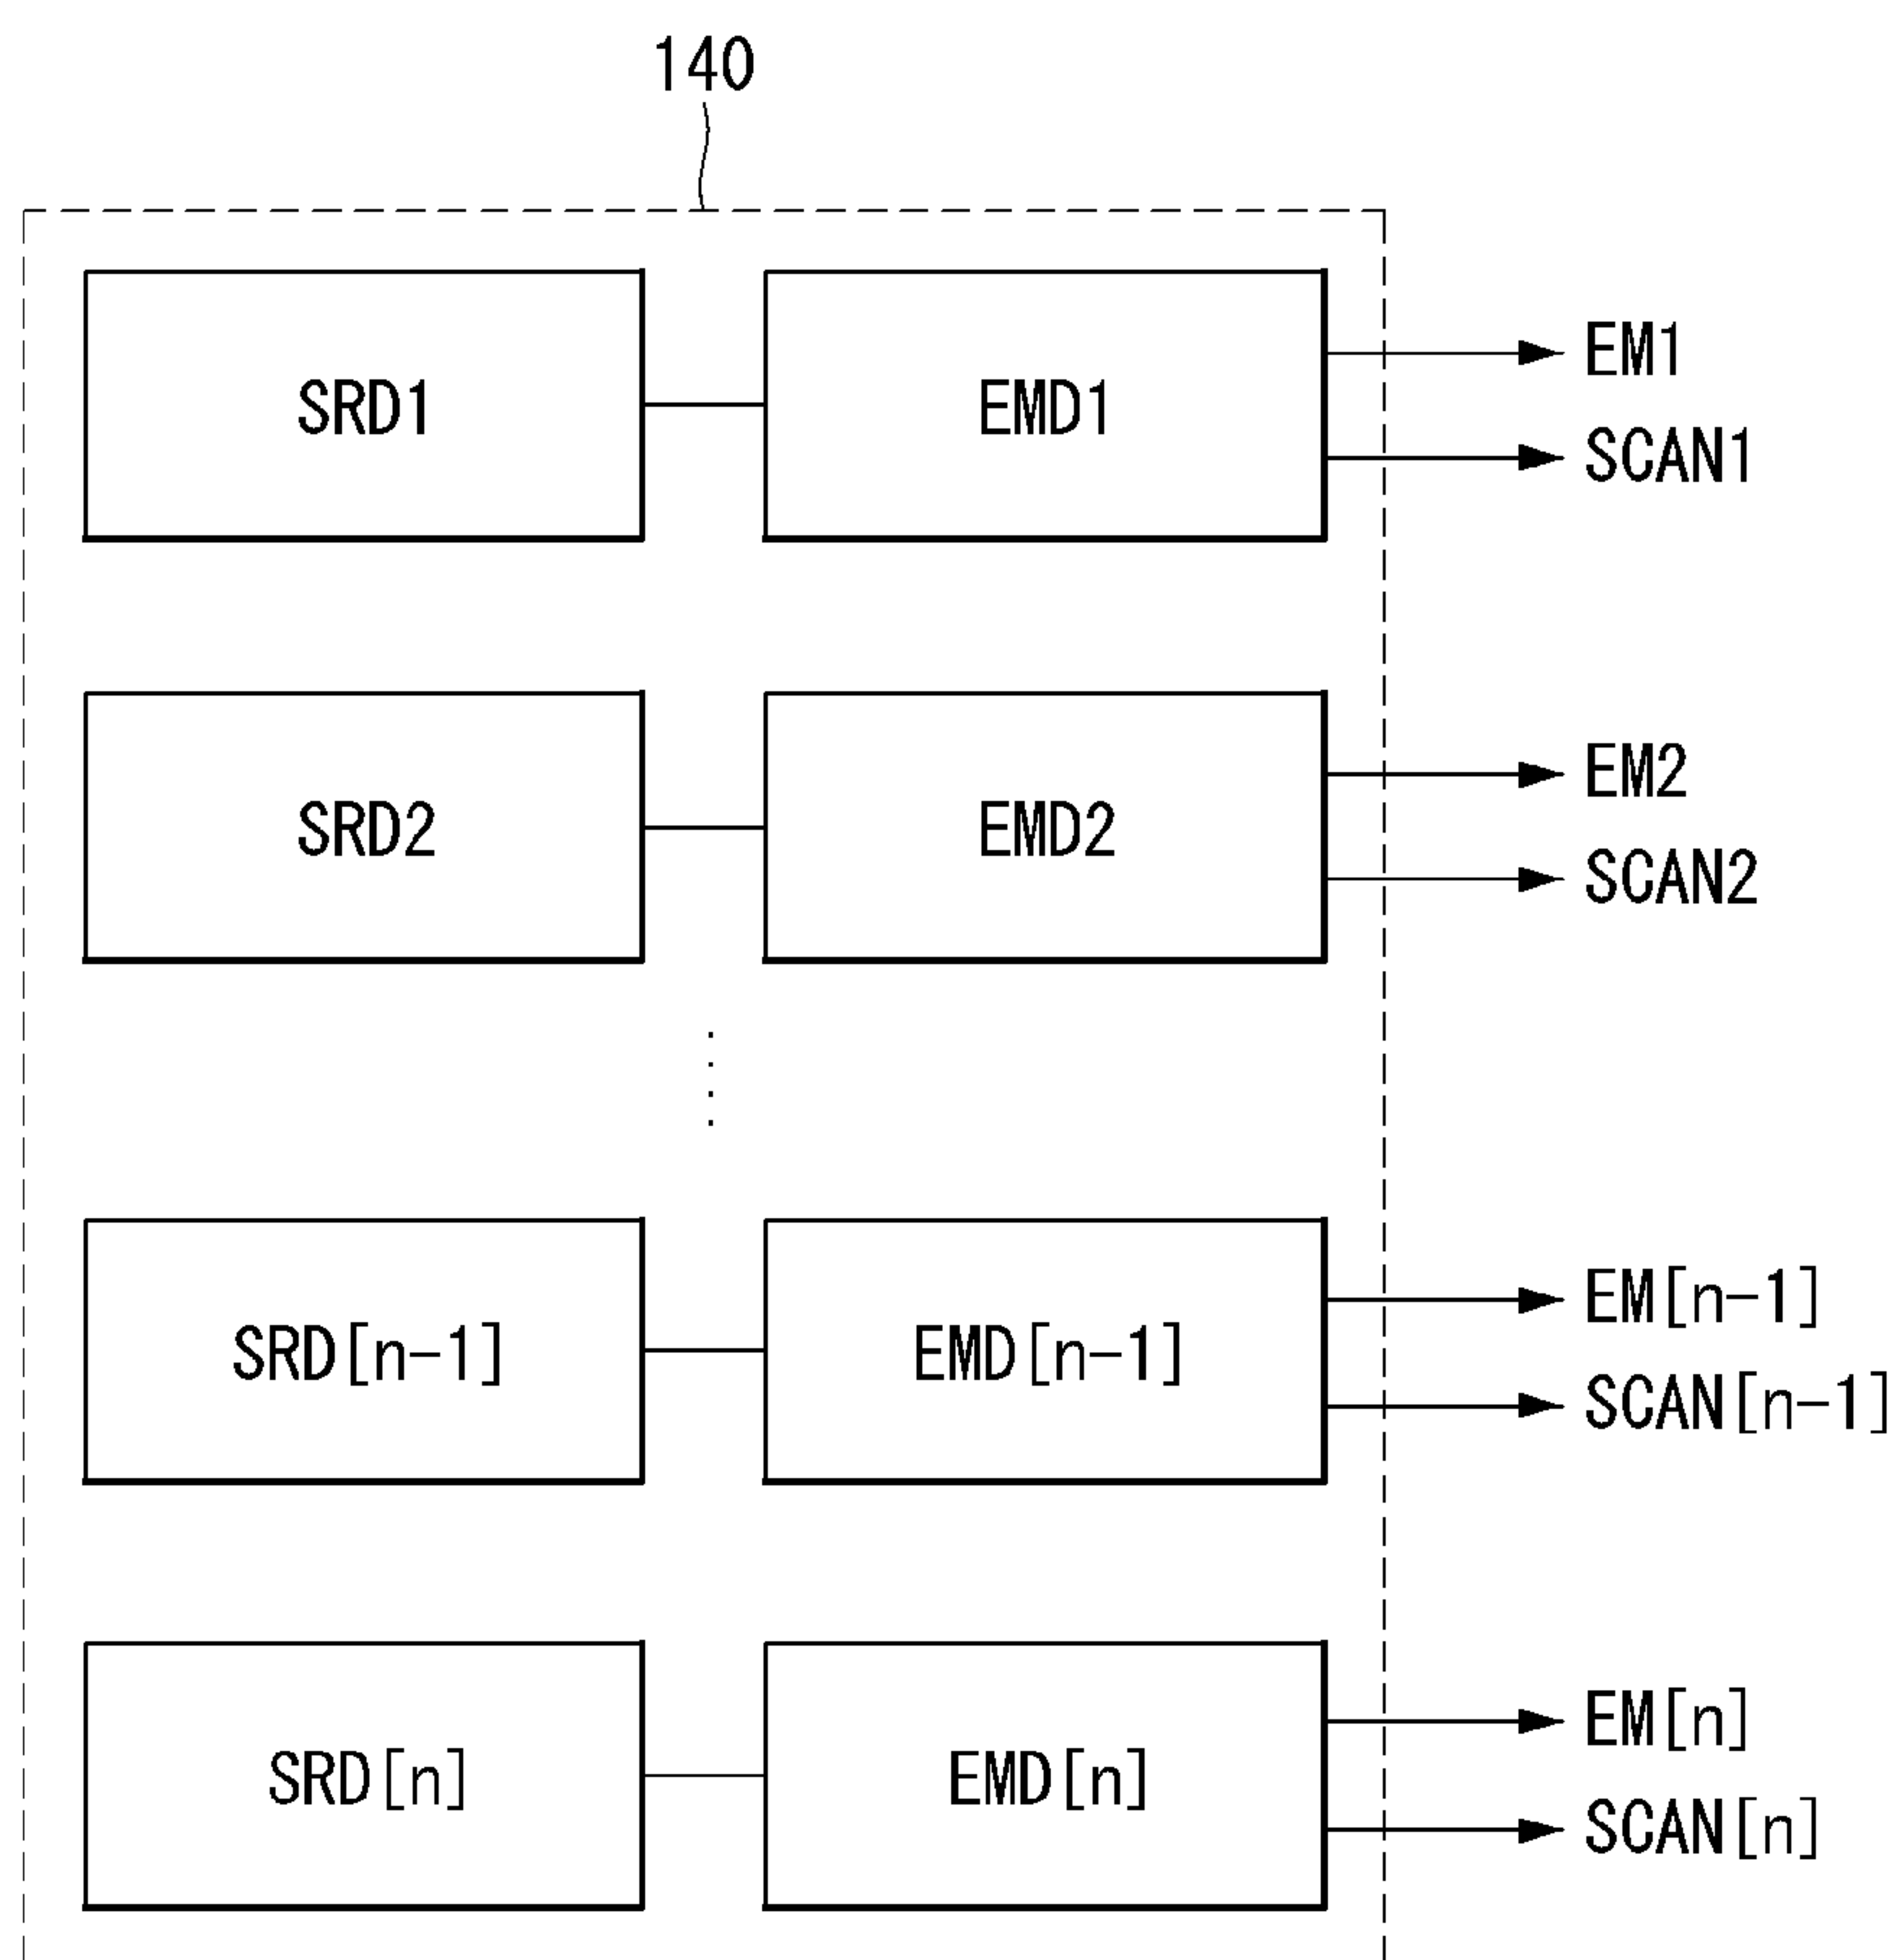 140
SRD1
EMD1
EM1
SCAN1
SRD2
EMD2
EM2
SCAN2
SRD[n-1]
EMD[n-1]
EM[n-1]
SCAN[n-1]
SRD[n]
EMD[n]
EM[n]
SCAN[n]